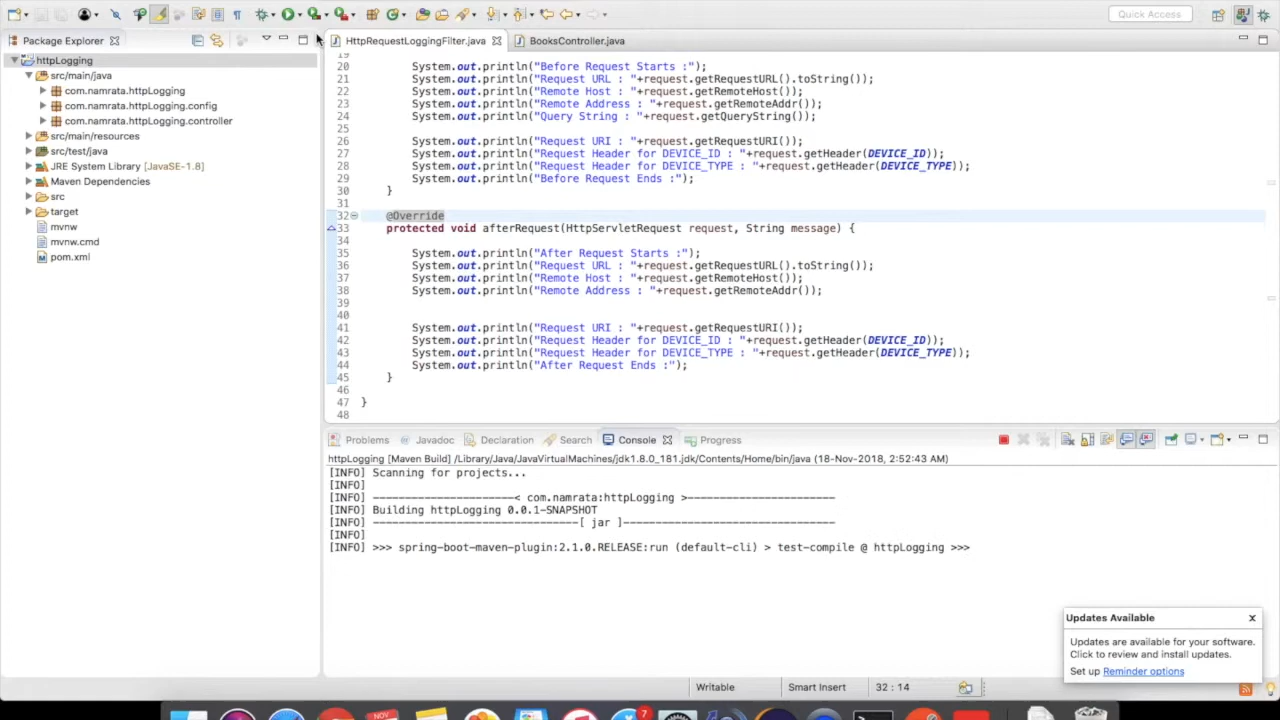 Quick Access
Package Explorer
HttpRequestLoggingFilter.java
BooksController.java
httpLogging
src/main/java
com.namrata.httpLogging
com.namrata.httpLogging.config
com.namrata.httpLogging.controller
src/main/resources
src/test/java
JRE System Library [JavaSE-1.8]
Maven Dependencies
src
target
mvnw
mvnw.cmd
pom.xml
19
20 System.out.println("Before Request Starts :");
21 System.out.println("Request URL : "+request.getRequestURL().toString());
22 System.out.println("Remote Host : "+request.getRemoteHost());
23 System.out.println("Remote Address : "+request.getRemoteAddr());
24 System.out.println("Query String : "+request.getQueryString());
25
26 System.out.println("Request URI : "+request.getRequestURI());
27 System.out.println("Request Header for DEVICE_ID : "+request.getHeader(DEVICE_ID));
28 System.out.println("Request Header for DEVICE_TYPE : "+request.getHeader(DEVICE_TYPE));
29 System.out.println("Before Request Ends :");
30 }
31
32 @Override
33 protected void afterRequest(HttpServletRequest request, String message) {
34
35 System.out.println("After Request Starts :");
36 System.out.println("Request URL : "+request.getRequestURL().toString());
37 System.out.println("Remote Host : "+request.getRemoteHost());
38 System.out.println("Remote Address : "+request.getRemoteAddr());
39
40
41 System.out.println("Request URI : "+request.getRequestURI());
42 System.out.println("Request Header for DEVICE_ID : "+request.getHeader(DEVICE_ID));
43 System.out.println("Request Header for DEVICE_TYPE : "+request.getHeader(DEVICE_TYPE));
44 System.out.println("After Request Ends :");
45 }
46
47 }
48
Problems Javadoc Declaration Search Console Progress
httpLogging [Maven Build] /Library/Java/JavaVirtualMachines/jdk1.8.0_181.jdk/Contents/Home/bin/java (18-Nov-2018, 2:52:43 AM)
[INFO] Scanning for projects...
[INFO]
[INFO] ----------------------< com.namrata:httpLogging >-----------------------
[INFO] Building httpLogging 0.0.1-SNAPSHOT
[INFO] --------------------------------[ jar ]---------------------------------
[INFO]
[INFO] >>> spring-boot-maven-plugin:2.1.0.RELEASE:run (default-cli) > test-compile @ httpLogging >>>
Updates Available
Updates are available for your software.
Click to review and install updates.
Set up Reminder options
Writable Smart Insert 32 : 14
NOV
7